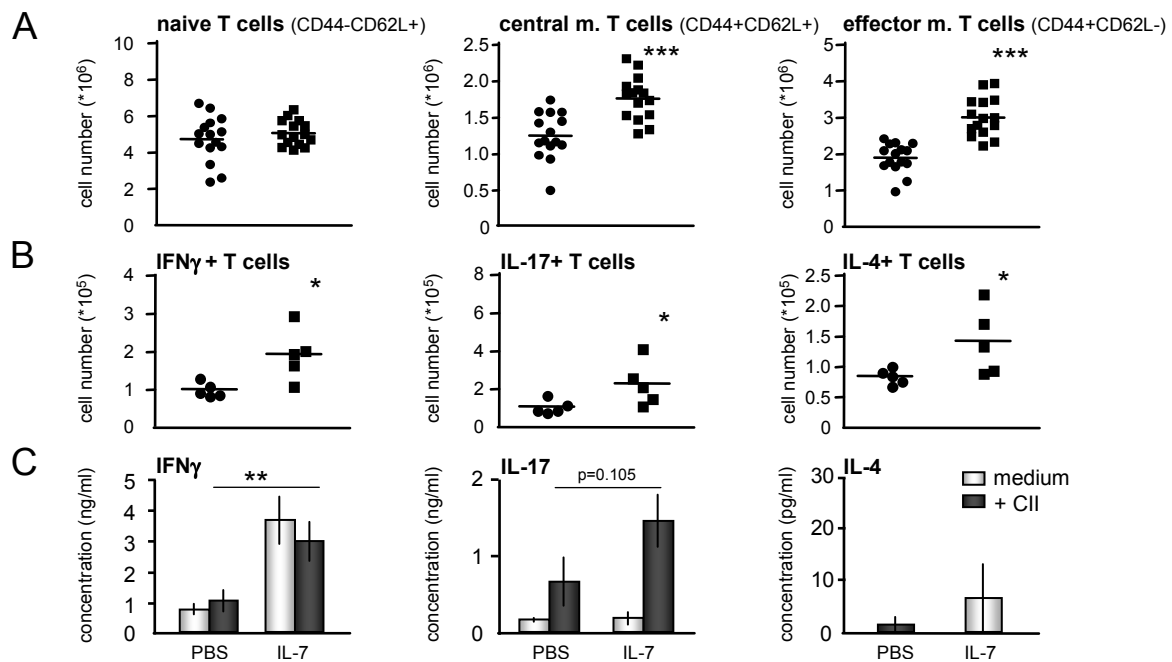 A
naive T cells (CD44-CD62L+)
central m. T cells (CD44+CD62L+)
effector m. T cells (CD44+CD62L-)
cell number (*10⁶)
10
8
6
4
2
0
cell number (*10⁶)
2.5
2.0
1.5
1.0
0.5
0
***
cell number (*10⁶)
5
4
3
2
1
0
***
B
IFNγ + T cells
IL-17+ T cells
IL-4+ T cells
cell number (*10⁵)
4
3
2
1
0
*
cell number (*10⁵)
8
6
4
2
0
*
cell number (*10⁵)
2.5
2.0
1.5
1.0
0.5
0
*
C
IFNγ
IL-17
IL-4
concentration (ng/ml)
5
4
3
2
1
0
**
PBS
IL-7
concentration (ng/ml)
2
1
0
p=0.105
PBS
IL-7
concentration (pg/ml)
30
20
10
0
medium
+ CII
PBS
IL-7